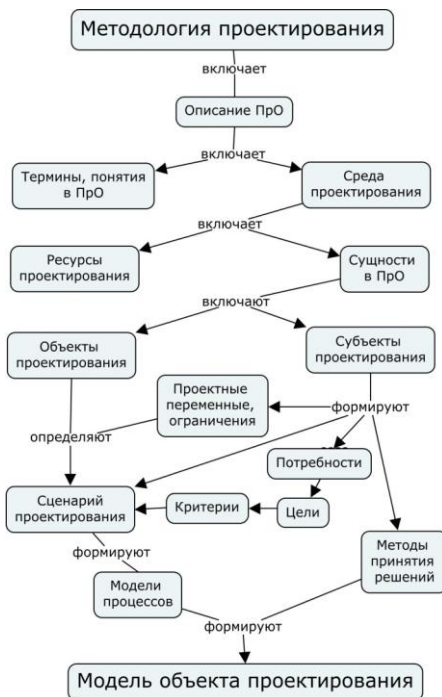 Методология проектирования
включает
Описание ПрО
включает
Термины, понятия
в ПрО
Среда
проектирования
включает
Ресурсы
проектирования
Сущности
в ПрО
включают
Объекты
проектирования
Субъекты
проектирования
Проектные
переменные,
ограничения
формируют
определяют
Потребности
Сценарий
проектирования
Критерии
Цели
Методы
принятия
решений
формируют
Модели
процессов
формируют
Модель объекта проектирования